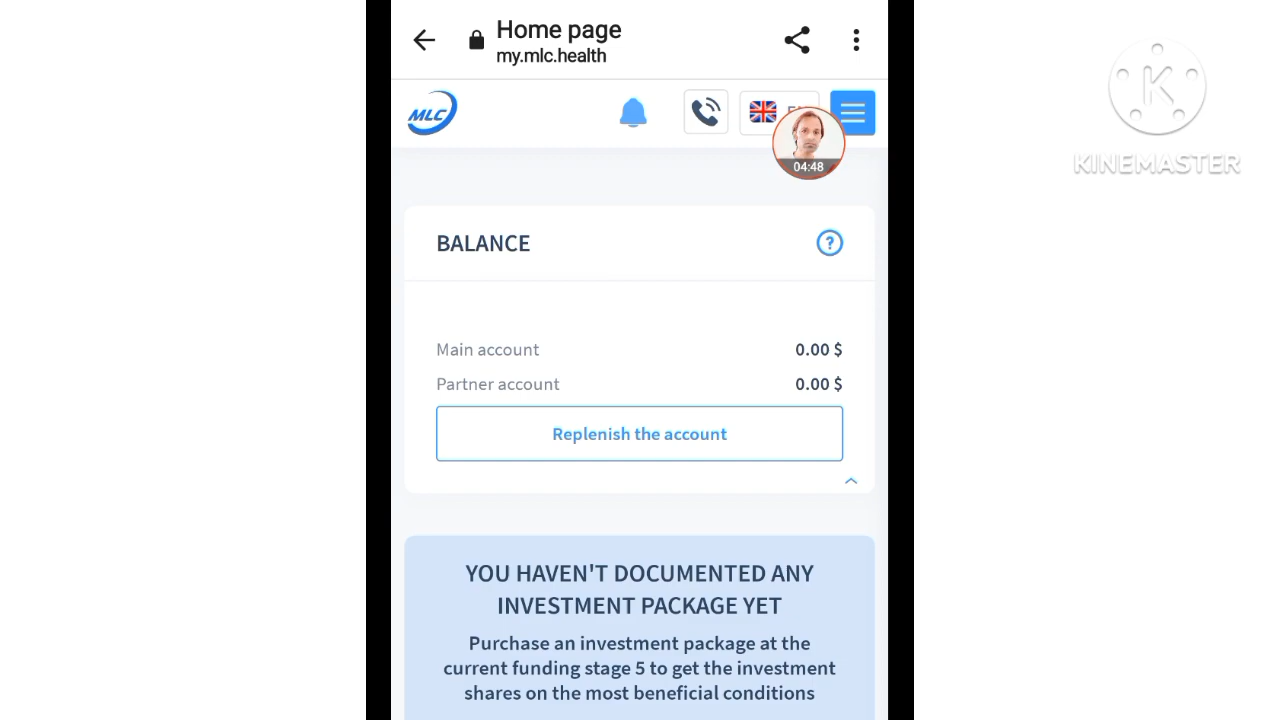 Home page
my.mlc.health
MLC
04:48
KINEMASTER
BALANCE
?
Main account 0.00 $
Partner account 0.00 $
Replenish the account
YOU HAVEN'T DOCUMENTED ANY
INVESTMENT PACKAGE YET
Purchase an investment package at the
current funding stage 5 to get the investment
shares on the most beneficial conditions